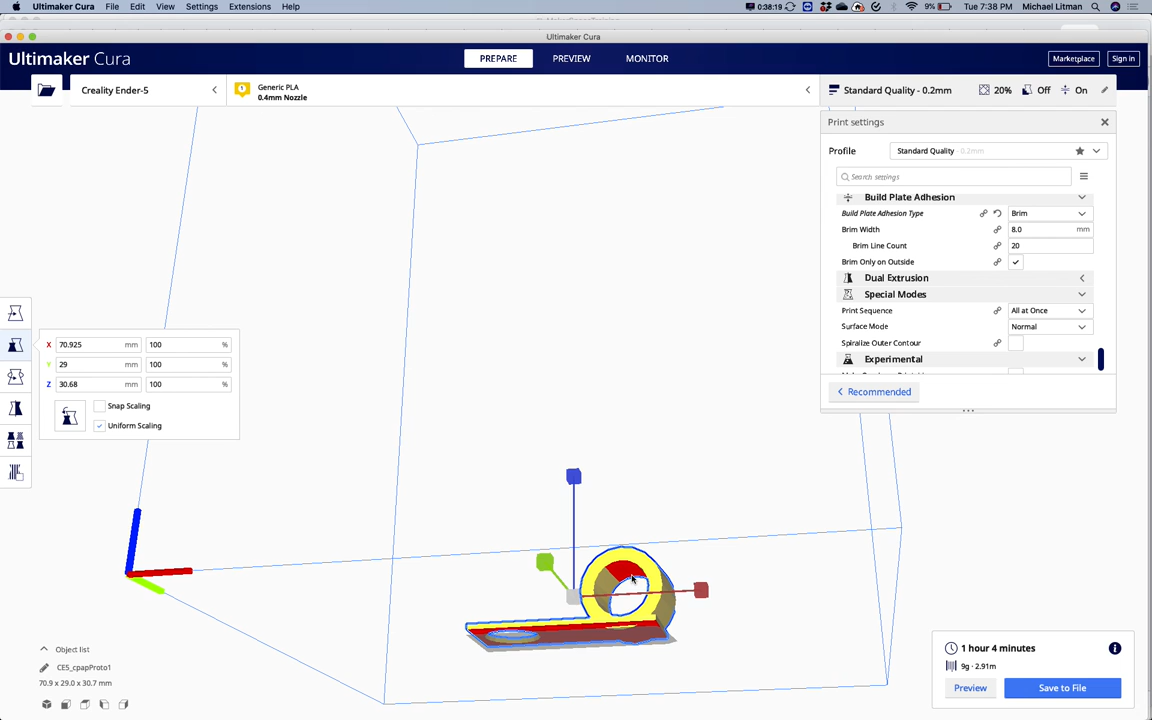 Ultimaker Cura File Edit View Settings Extensions Help 00:38:19 9% Tue 7:38 PM Michael Litman
Ultimaker Cura
Ultimaker Cura PREPARE PREVIEW MONITOR Marketplace Sign in
Creality Ender-5
1 Generic PLA
0.4mm Nozzle
Standard Quality - 0.2mm 20% Off On
Print settings
Profile Standard Quality - 0.2mm
Search settings
Build Plate Adhesion
Build Plate Adhesion Type Brim
Brim Width 8.0 mm
Brim Line Count 20
Brim Only on Outside
Dual Extrusion
Special Modes
Print Sequence All at Once
Surface Mode Normal
Spiralize Outer Contour
Experimental
Recommended
X 70.925 mm 100 %
Y 29 mm 100 %
Z 30.68 mm 100 %
Snap Scaling
Uniform Scaling
Object list
CE5_cpapProto1
70.9 x 29.0 x 30.7 mm
1 hour 4 minutes
9g · 2.91m
Preview Save to File